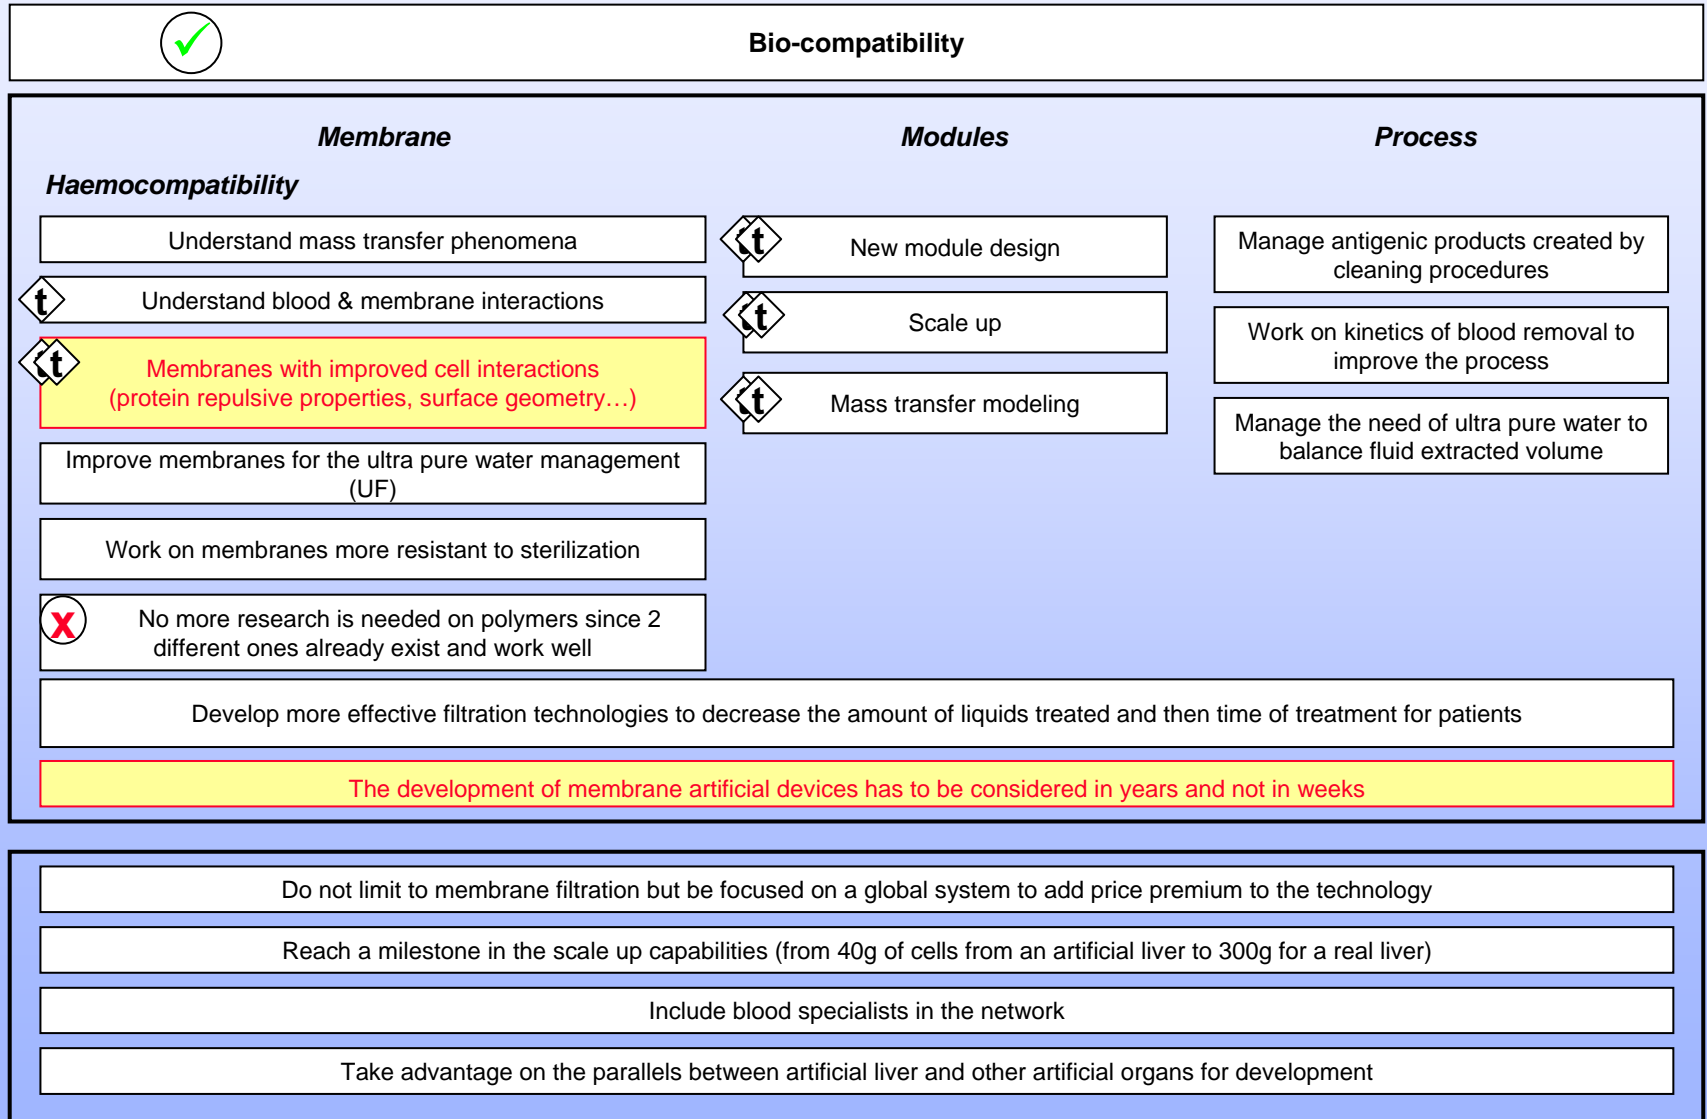 Bio-compatibility
Membrane
Modules
Process
Haemocompatibility
Understand mass transfer phenomena
t
Understand blood & membrane interactions
t
t
Membranes with improved cell interactions
(protein repulsive properties, surface geometry…)
Improve membranes for the ultra pure water management
(UF)
Work on membranes more resistant to sterilization
x
No more research is needed on polymers since 2
different ones already exist and work well
t
t
New module design
t
t
Scale up
t
t
Mass transfer modeling
Manage antigenic products created by
cleaning procedures
Work on kinetics of blood removal to
improve the process
Manage the need of ultra pure water to
balance fluid extracted volume
Develop more effective filtration technologies to decrease the amount of liquids treated and then time of treatment for patients
The development of membrane artificial devices has to be considered in years and not in weeks
Do not limit to membrane filtration but be focused on a global system to add price premium to the technology
Reach a milestone in the scale up capabilities (from 40g of cells from an artificial liver to 300g for a real liver)
Include blood specialists in the network
Take advantage on the parallels between artificial liver and other artificial organs for development